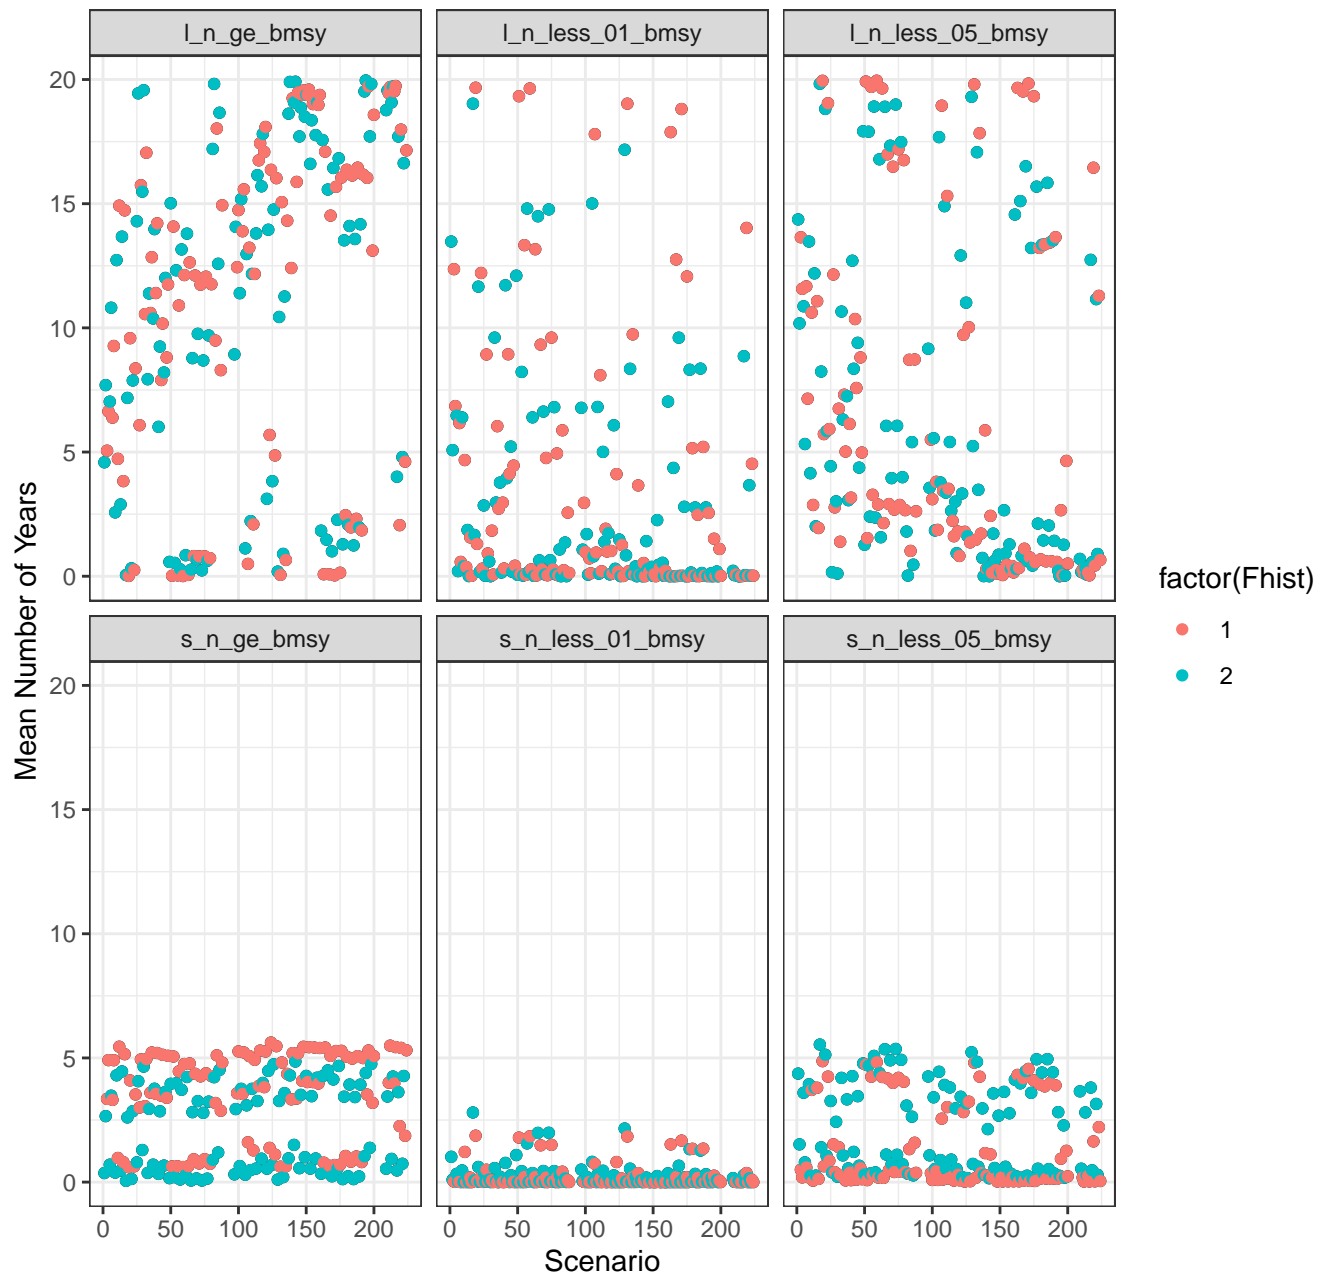 l_n_ge_bmsy
l_n_less_01_bmsy
l_n_less_05_bmsy
20
15
10
5
0
s_n_ge_bmsy
s_n_less_01_bmsy
s_n_less_05_bmsy
20
15
10
5
0
0 50 100 150 200
0 50 100 150 200
0 50 100 150 200
Scenario
Mean Number of Years
factor(Fhist)
1
2